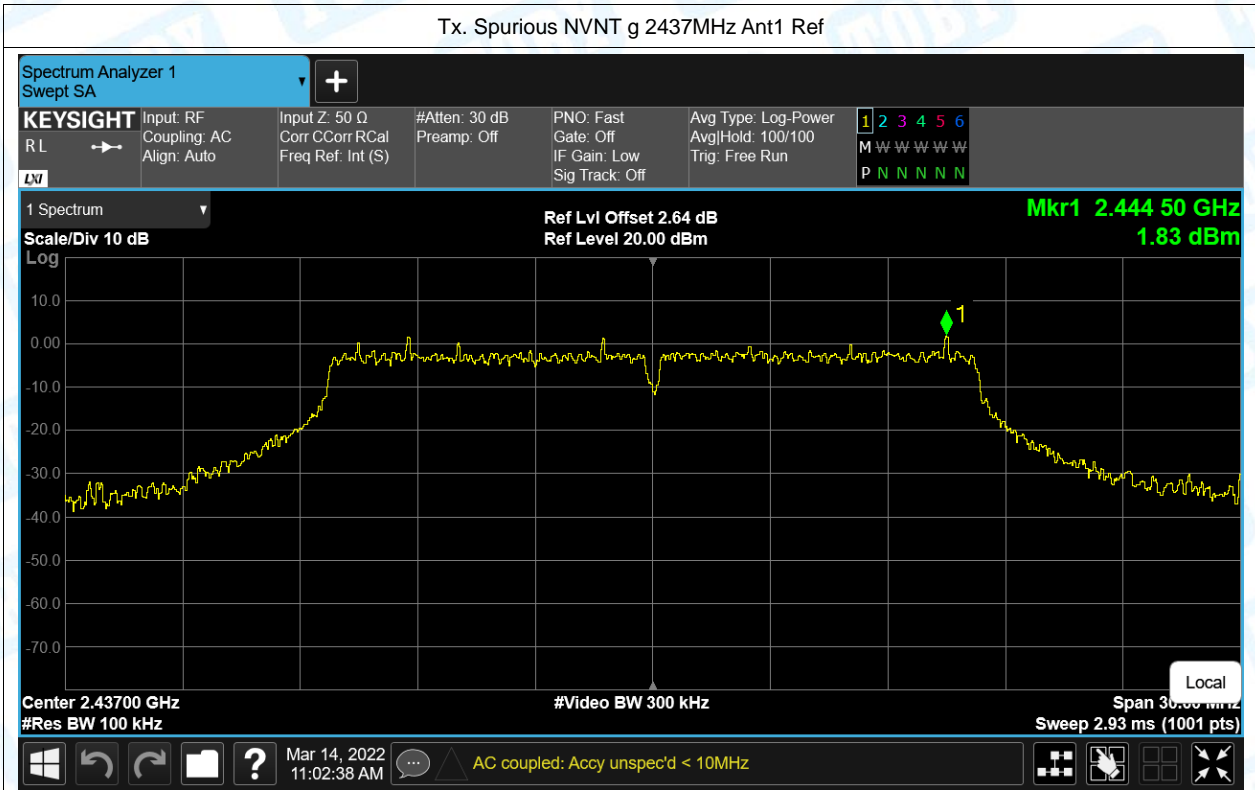 Tx. Spurious NVNT g 2437MHz Ant1 Ref
Spectrum Analyzer 1
Swept SA
KEYSIGHT
R L
LXI
Input: RF
Coupling: AC
Align: Auto
Input Z: 50 Ω
Corr CCorr RCal
Freq Ref: Int (S)
#Atten: 30 dB
Preamp: Off
PNO: Fast
Gate: Off
IF Gain: Low
Sig Track: Off
Avg Type: Log-Power
Avg|Hold: 100/100
Trig: Free Run
1 2 3 4 5 6
M W W W W W
P N N N N N
1 Spectrum
Scale/Div 10 dB
Ref Lvl Offset 2.64 dB
Ref Level 20.00 dBm
Mkr1 2.444 50 GHz
1.83 dBm
Log
10.0
0.00
-10.0
-20.0
-30.0
-40.0
-50.0
-60.0
-70.0
1
Center 2.43700 GHz
#Res BW 100 kHz
#Video BW 300 kHz
Local
Span 30.00 MHz
Sweep 2.93 ms (1001 pts)
?
Mar 14, 2022
11:02:38 AM
AC coupled: Accy unspec'd < 10MHz